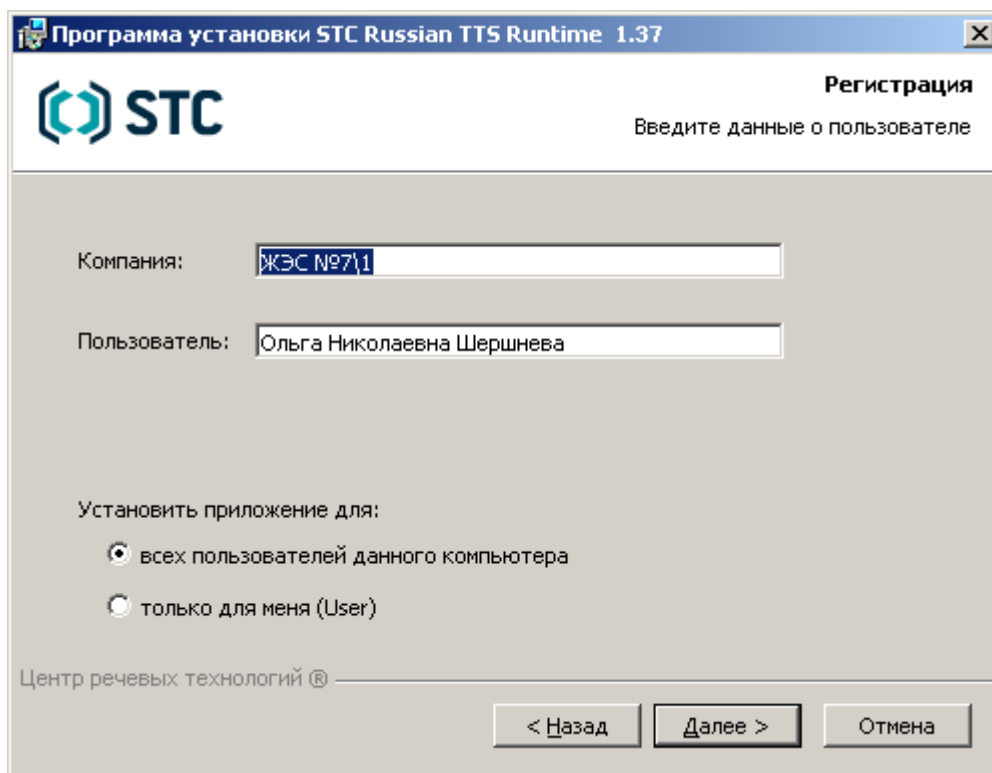 Программа установки STC Russian TTS Runtime 1.37
STC
Регистрация
Введите данные о пользователе
Компания: ЖЭС №7\1
Пользователь: Ольга Николаевна Шершнева
Установить приложение для:
всех пользователей данного компьютера
только для меня (User)
Центр речевых технологий ®
< Назад Далее > Отмена